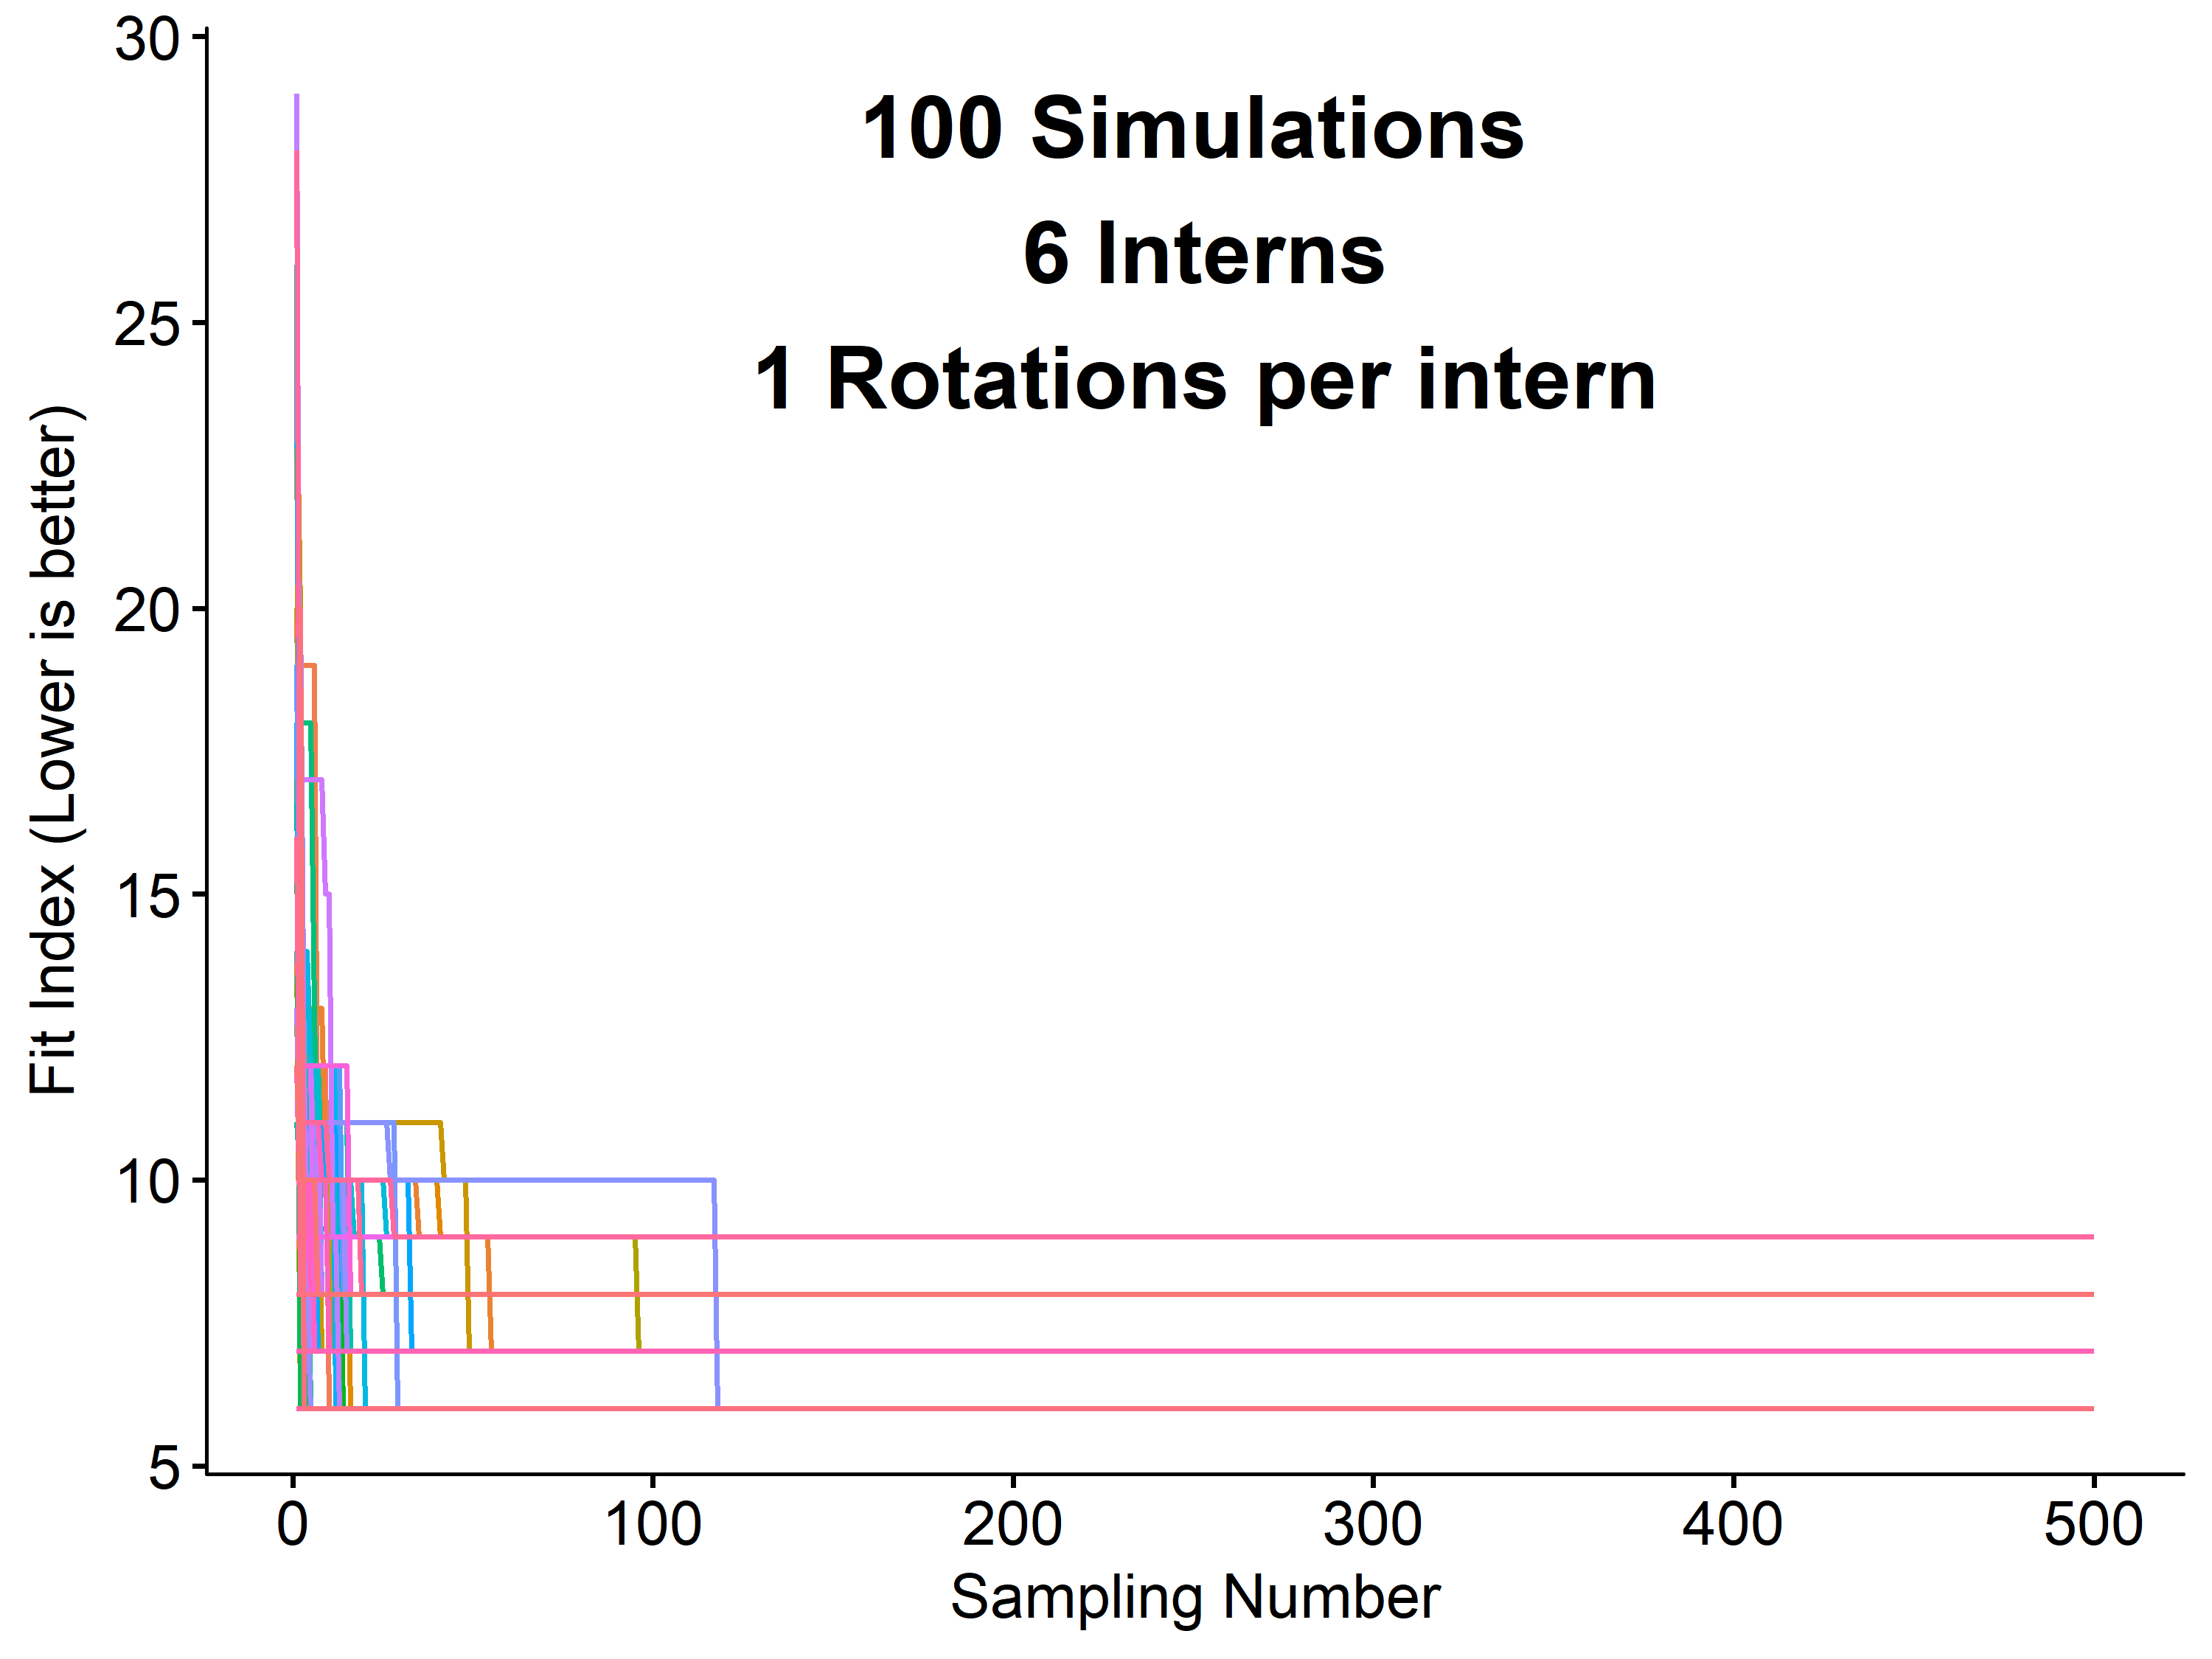 100 Simulations
6 Interns
1 Rotations per intern
Fit Index (Lower is better)
30
25
20
15
10
5
0 100 200 300 400 500
Sampling Number